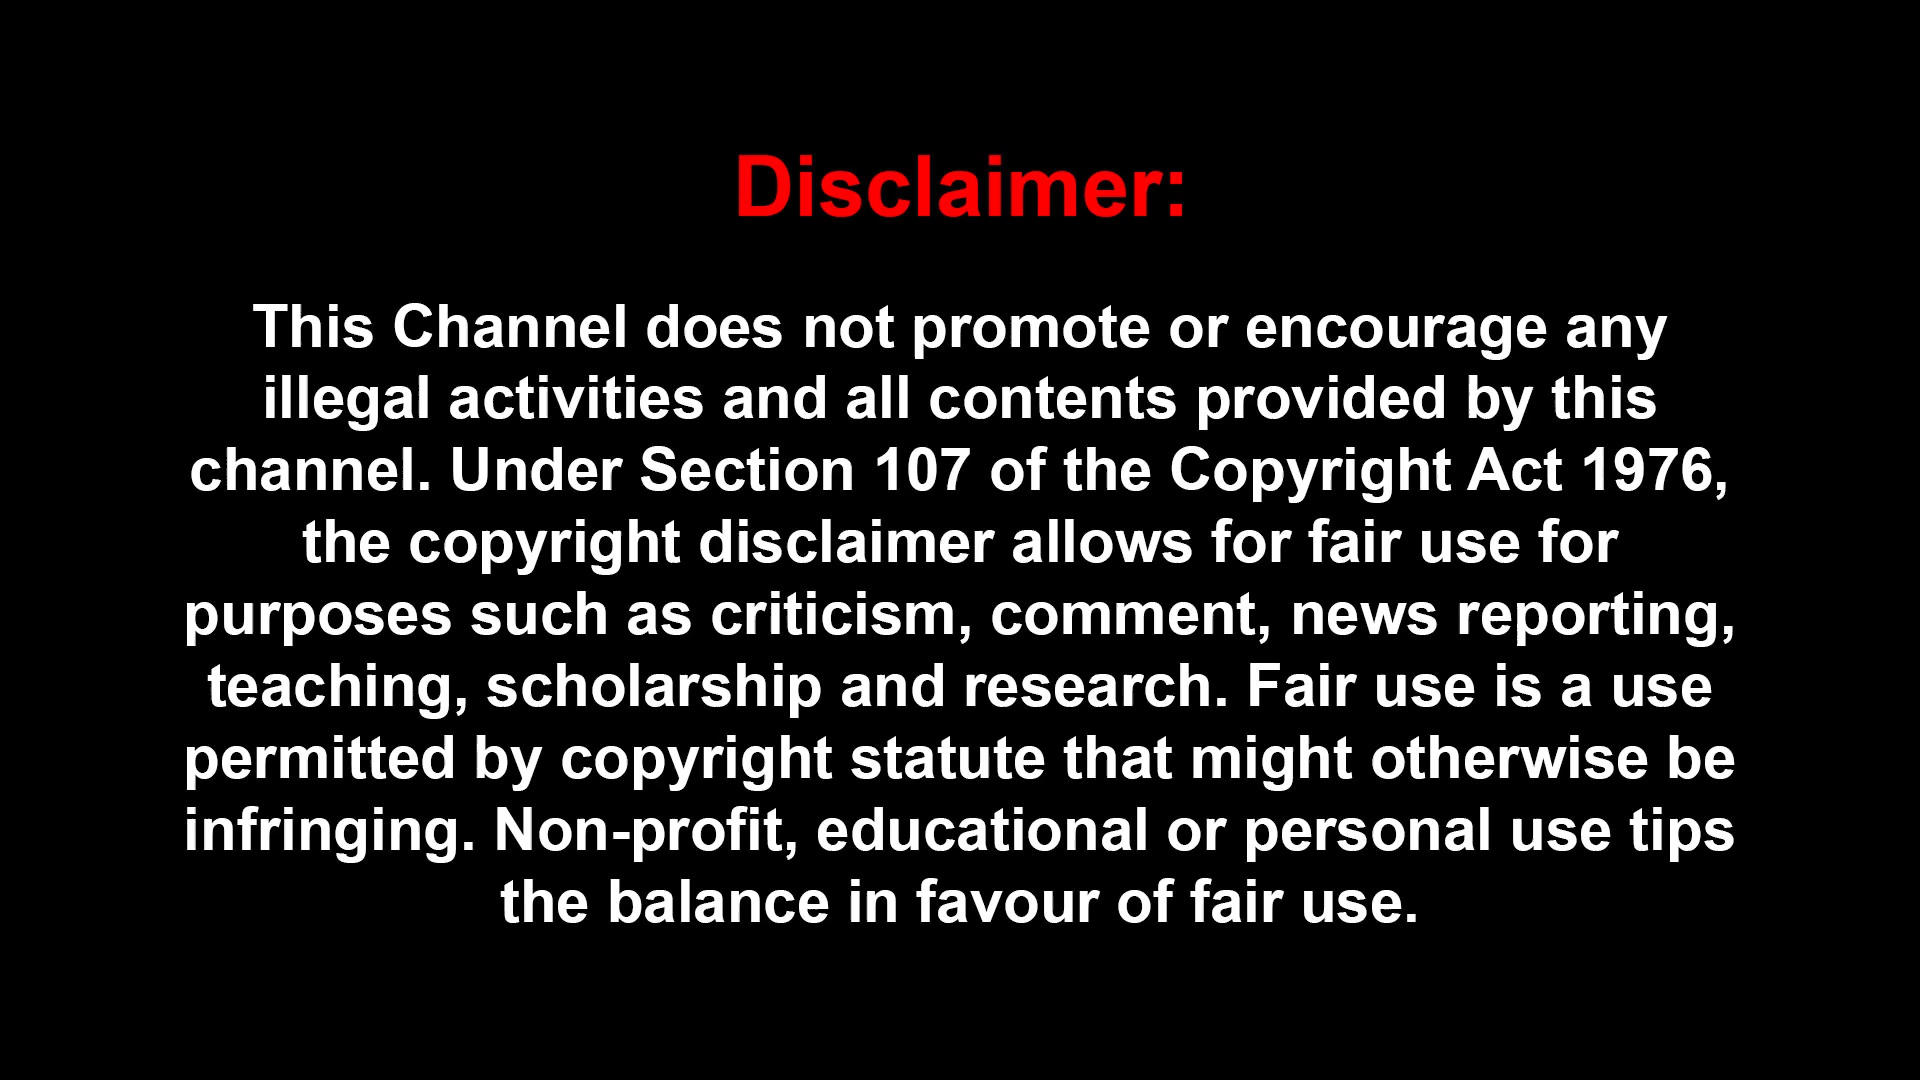 Disclaimer:
This Channel does not promote or encourage any
illegal activities and all contents provided by this
channel. Under Section 107 of the Copyright Act 1976,
the copyright disclaimer allows for fair use for
purposes such as criticism, comment, news reporting,
teaching, scholarship and research. Fair use is a use
permitted by copyright statute that might otherwise be
infringing. Non-profit, educational or personal use tips
the balance in favour of fair use.